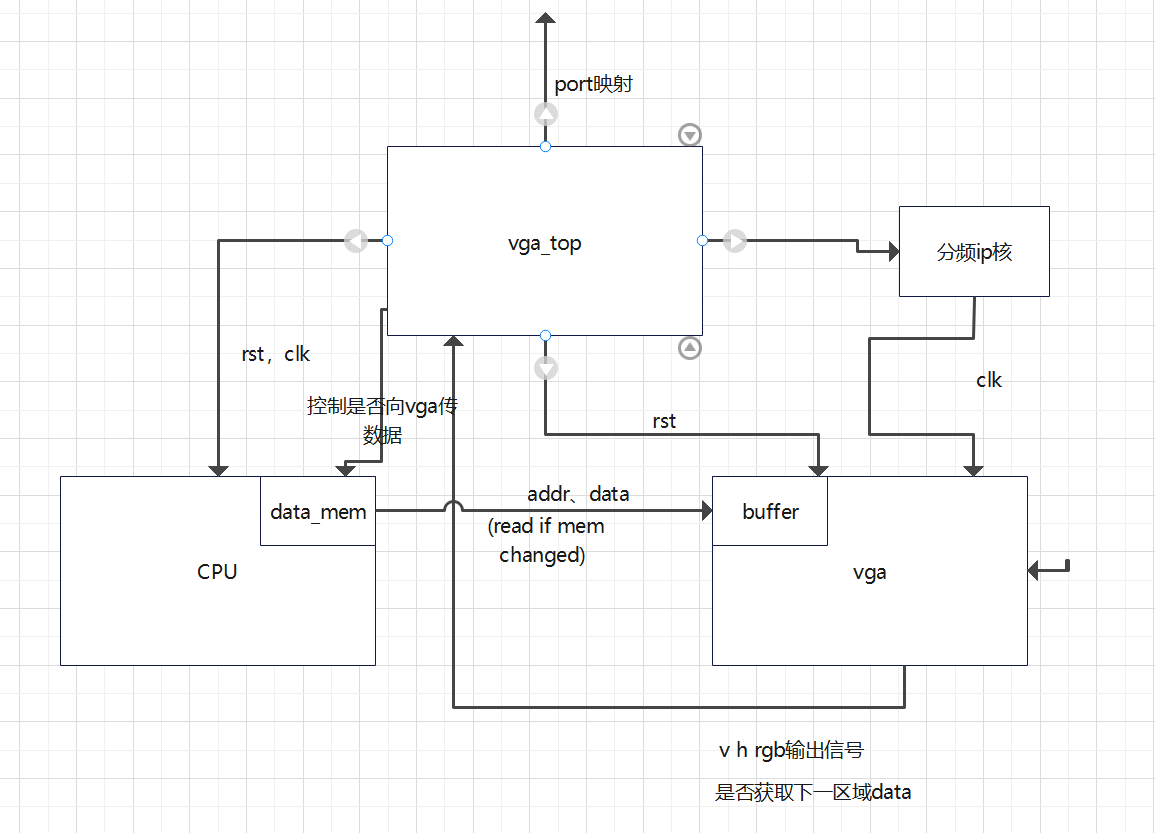 port映射
vga_top
分频ip核
rst，clk
clk
控制是否向vga传
数据
rst
addr、data
data_mem
buffer
(read if mem
changed)
CPU
vga
v h rgb输出信号
是否获取下一区域data